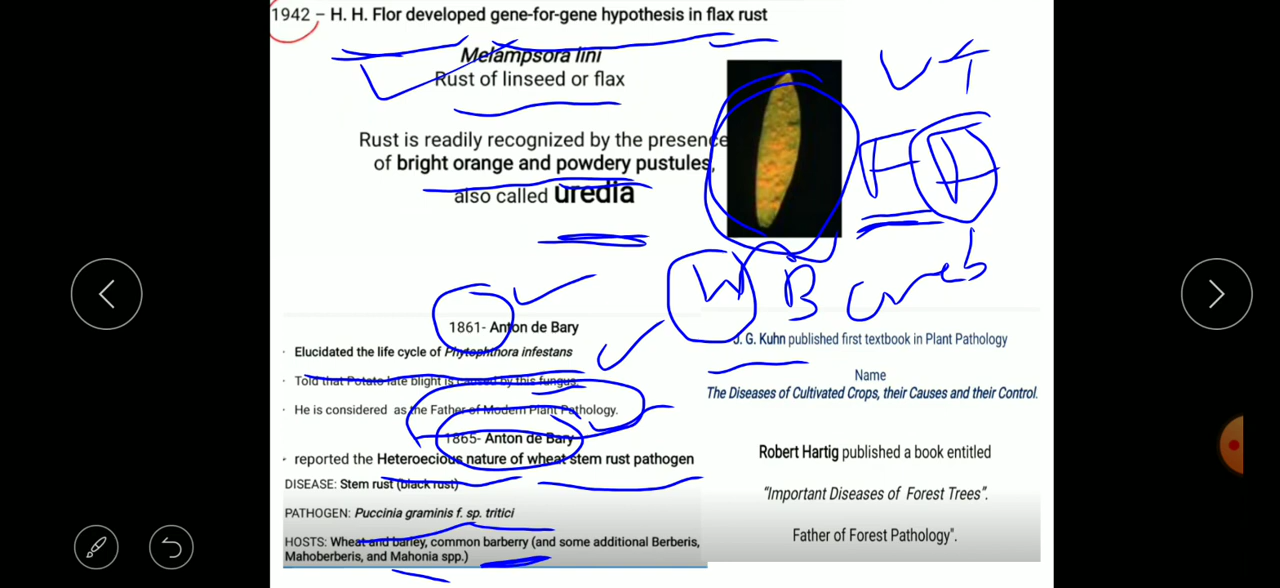 1942 – H. H. Flor developed gene-for-gene hypothesis in flax rust
Melampsora lini
Rust of linseed or flax
Rust is readily recognized by the presence
of bright orange and powdery pustules,
also called uredia
1861- Anton de Bary
· Elucidated the life cycle of Phytophthora infestans
· Told that Potato late blight is caused by this fungus.
· He is considered as the Father of Modern Plant Pathology.
1865- Anton de Bary
· reported the Heteroecious nature of wheat stem rust pathogen
DISEASE: Stem rust (black rust)
PATHOGEN: Puccinia graminis f. sp. tritici
HOSTS: Wheat and barley, common barberry (and some additional Berberis,
Mahoberberis, and Mahonia spp.)
W B
J. G. Kuhn published first textbook in Plant Pathology
Name
The Diseases of Cultivated Crops, their Causes and their Control.
Robert Hartig published a book entitled
“Important Diseases of Forest Trees”.
Father of Forest Pathology".